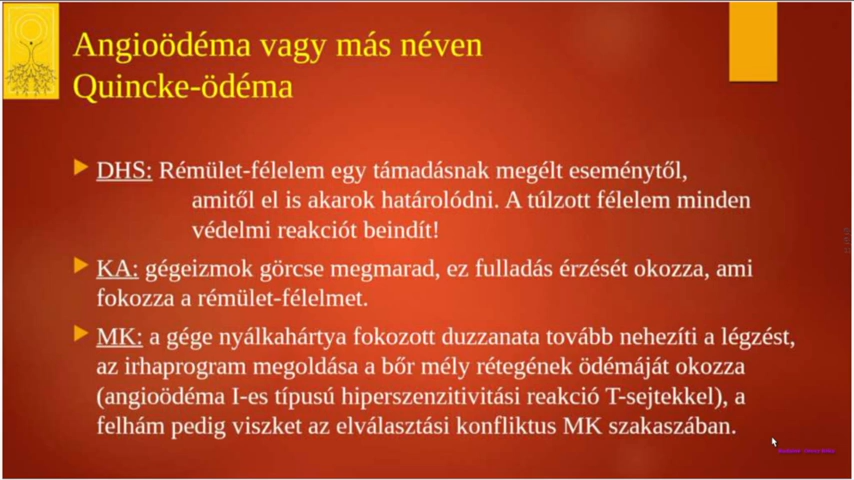 Angioödéma vagy más néven
Quincke-ödéma
DHS: Rémület-félelem egy támadásnak megélt eseménytől,
amitől el is akarok határolódni. A túlzott félelem minden
védelmi reakciót beindít!
KA: gégeizmok görcse megmarad, ez fulladás érzését okozza, ami
fokozza a rémület-félelmet.
MK: a gége nyálkahártya fokozott duzzanata tovább nehezíti a légzést,
az irhaprogram megoldása a bőr mély rétegének ödémáját okozza
(angioödéma I-es típusú hiperszenzitivitási reakció T-sejtekkel), a
felhám pedig viszket az elválasztási konfliktus MK szakaszában.